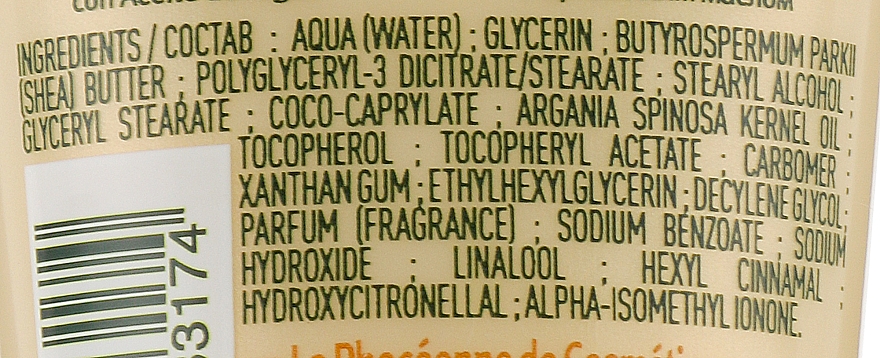 INGREDIENTS / COCTAB : AQUA (WATER) ; GLYCERIN ; BUTYROSPERMUM PARKII
(SHEA) BUTTER ; POLYGLYCERYL-3 DICITRATE/STEARATE ; STEARYL ALCOHOL ;
GLYCERYL STEARATE ; COCO-CAPRYLATE ; ARGANIA SPINOSA KERNEL OIL ;
TOCOPHEROL ; TOCOPHERYL ACETATE ; CARBOMER ;
XANTHAN GUM ; ETHYLHEXYLGLYCERIN ; DECYLENE GLYCOL ;
PARFUM (FRAGRANCE) ; SODIUM BENZOATE ; SODIUM
HYDROXIDE ; LINALOOL ; HEXYL CINNAMAL ;
HYDROXYCITRONELLAL ; ALPHA-ISOMETHYL IONONE.
3174